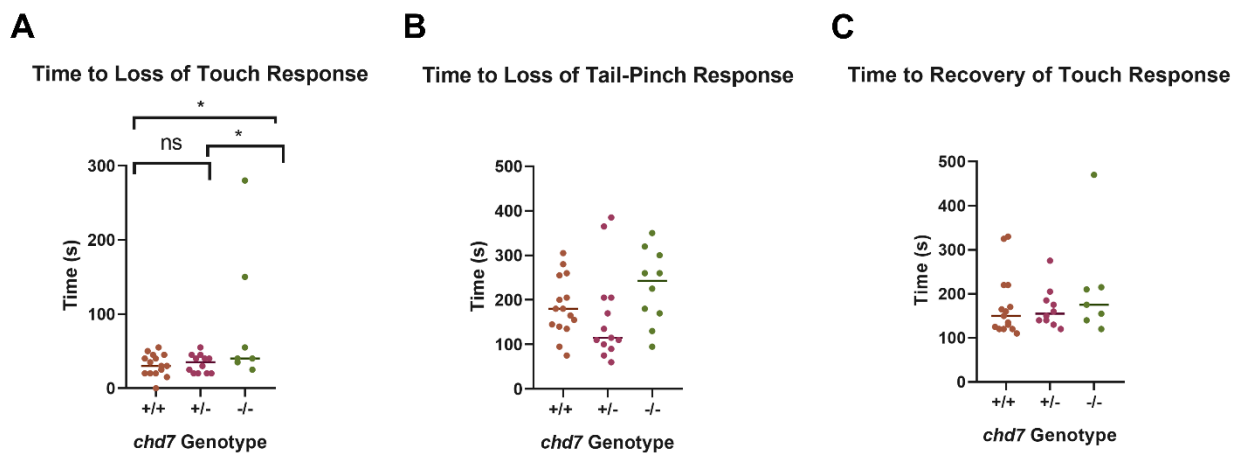 A
Time to Loss of Touch Response
*
ns
*
300
200
100
0
Time (s)
+/+ +/- -/-
chd7 Genotype
B
Time to Loss of Tail-Pinch Response
500
400
300
200
100
0
Time (s)
+/+ +/- -/-
chd7 Genotype
C
Time to Recovery of Touch Response
500
400
300
200
100
0
Time (s)
+/+ +/- -/-
chd7 Genotype